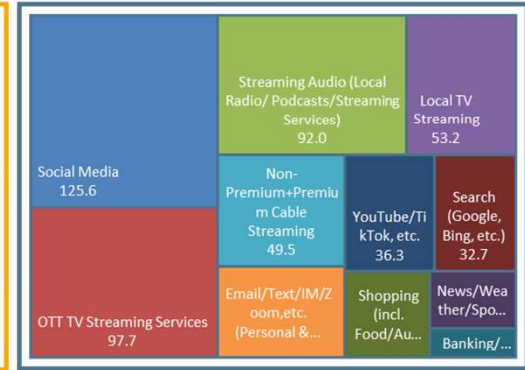 Social Media
125.6
OTT TV Streaming Services
97.7
Streaming Audio (Local
Radio/ Podcasts/Streaming
Services)
92.0
Local TV
Streaming
53.2
Non-
Premium+Premiu
m Cable
Streaming
49.5
YouTube/Ti
kTok, etc.
36.3
Search
(Google,
Bing, etc.)
32.7
Email/Text/IM/Z
oom,etc.
(Personal &...
Shopping
(incl.
Food/Au...
News/Wea
ther/Spo...
Banking/...